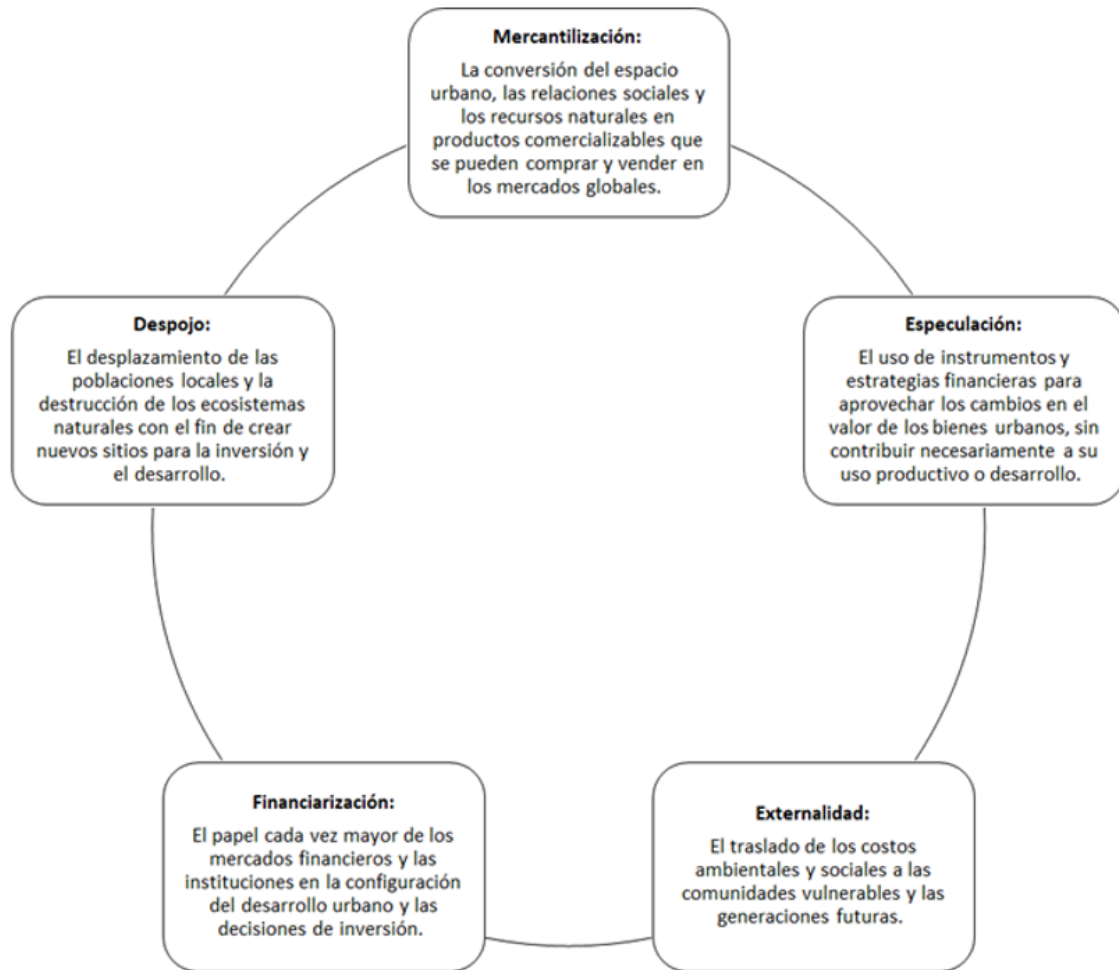 Mercantilización:
La conversión del espacio
urbano, las relaciones sociales y
los recursos naturales en
productos comercializables que
se pueden comprar y vender en
los mercados globales.
Despojo:
El desplazamiento de las
poblaciones locales y la
destrucción de los ecosistemas
naturales con el fin de crear
nuevos sitios para la inversión y
el desarrollo.
Especulación:
El uso de instrumentos y
estrategias financieras para
aprovechar los cambios en el
valor de los bienes urbanos, sin
contribuir necesariamente a su
uso productivo o desarrollo.
Financiarización:
El papel cada vez mayor de los
mercados financieros y las
instituciones en la configuración
del desarrollo urbano y las
decisiones de inversión.
Externalidad:
El traslado de los costos
ambientales y sociales a las
comunidades vulnerables y las
generaciones futuras.